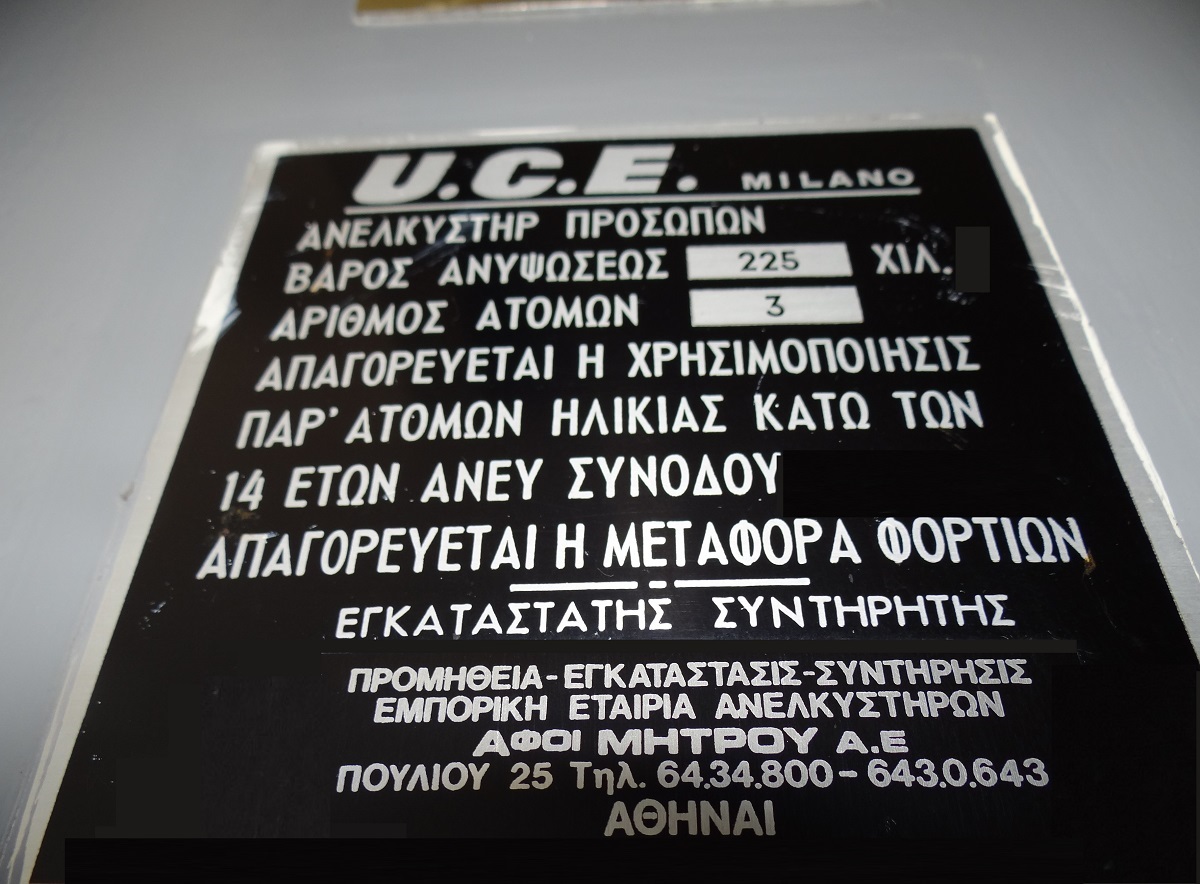 U.C.E. MILANO
ΑΝΕΛΚΥΣΤΗΡ ΠΡΟΣΩΠΩΝ
ΒΑΡΟΣ ΑΝΥΨΩΣΕΩΣ 225 ΧΙΛ.
ΑΡΙΘΜΟΣ ΑΤΟΜΩΝ 3
ΑΠΑΓΟΡΕΥΕΤΑΙ Η ΧΡΗΣΙΜΟΠΟΙΗΣΙΣ
ΠΑΡ' ΑΤΟΜΩΝ ΗΛΙΚΙΑΣ ΚΑΤΩ ΤΩΝ
14 ΕΤΩΝ ΑΝΕΥ ΣΥΝΟΔΟΥ
ΑΠΑΓΟΡΕΥΕΤΑΙ Η ΜΕΤΑΦΟΡΑ ΦΟΡΤΙΩΝ
ΕΓΚΑΤΑΣΤΑΤΗΣ ΣΥΝΤΗΡΗΤΗΣ
ΠΡΟΜΗΘΕΙΑ-ΕΓΚΑΤΑΣΤΑΣΙΣ-ΣΥΝΤΗΡΗΣΙΣ
ΕΜΠΟΡΙΚΗ ΕΤΑΙΡΙΑ ΑΝΕΛΚΥΣΤΗΡΩΝ
ΑΦΟΙ ΜΗΤΡΟΥ Α.Ε
ΠΟΥΛΙΟΥ 25 Τηλ. 64.34.800-643.0.643
ΑΘΗΝΑΙ